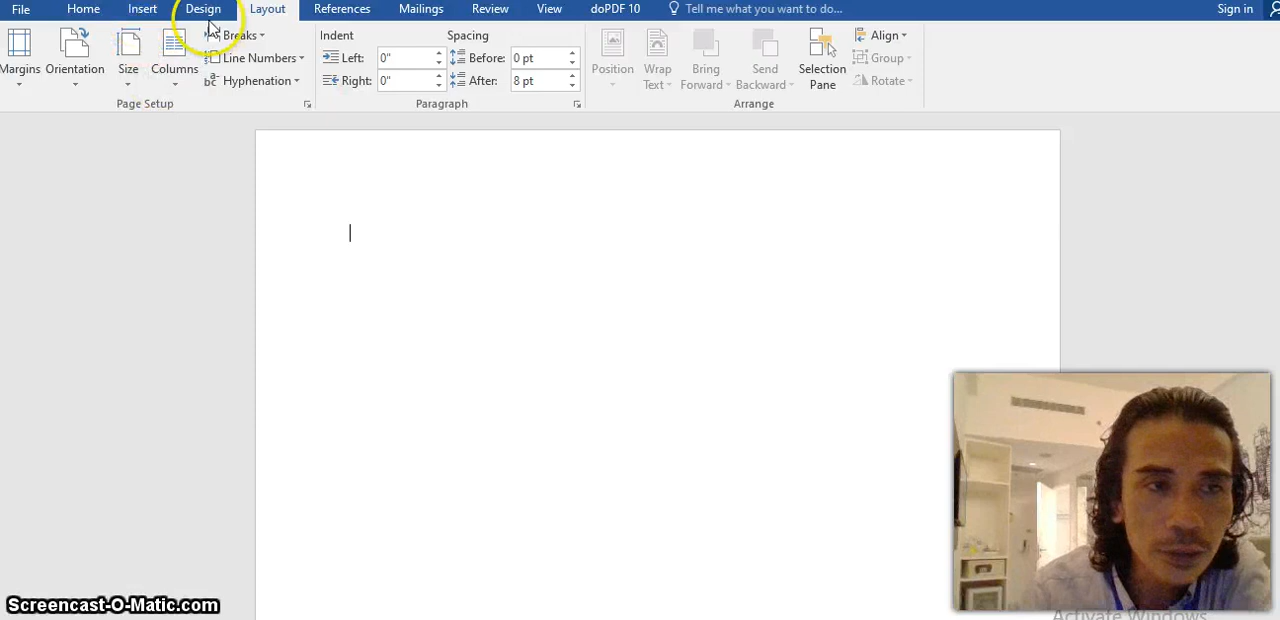 File Home Insert Design Layout References Mailings Review View doPDF 10 Tell me what you want to do... Sign in
Margins Orientation Size Columns
Breaks
Line Numbers
Hyphenation
Page Setup
Indent Spacing
Left: 0" Before: 0 pt
Right: 0" After: 8 pt
Paragraph
Position Wrap Text Bring Forward Send Backward Selection Pane
Align
Group
Rotate
Arrange
Screencast-O-Matic.com
Activate Windows